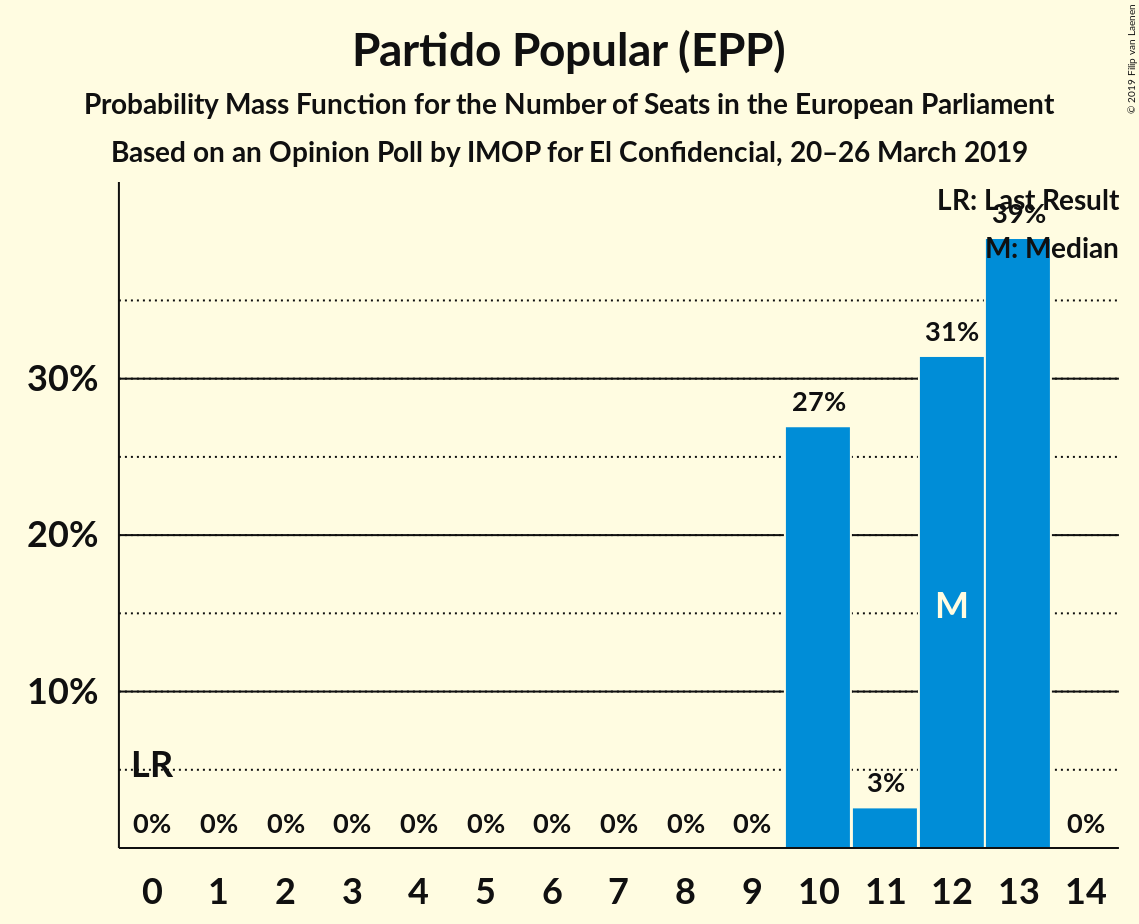 Partido Popular (EPP)
Probability Mass Function for the Number of Seats in the European Parliament
Based on an Opinion Poll by IMOP for El Confidencial, 20–26 March 2019
© 2019 Filip van Laenen
LR: Last Result
39%
M: Median
31%
30%
27%
20%
M
10%
LR
3%
0% 0% 0% 0% 0% 0% 0% 0% 0% 0% 0%
0 1 2 3 4 5 6 7 8 9 10 11 12 13 14